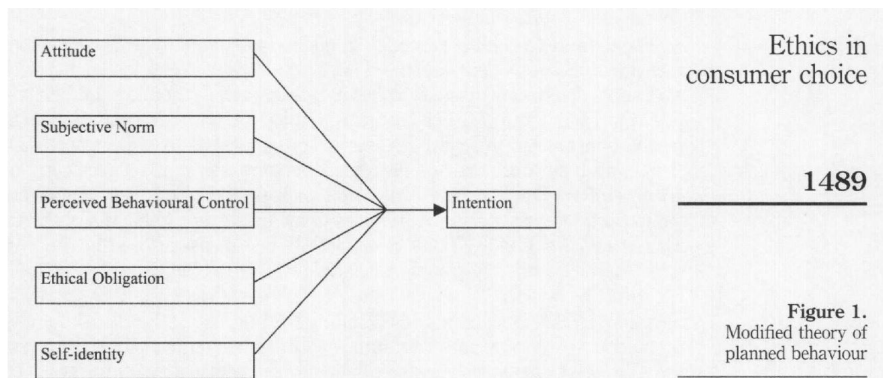 Attitude
Subjective Norm
Perceived Behavioural Control
Ethical Obligation
Self-identity
Intention
Ethics in
consumer choice
1489
Figure 1.
Modified theory of
planned behaviour